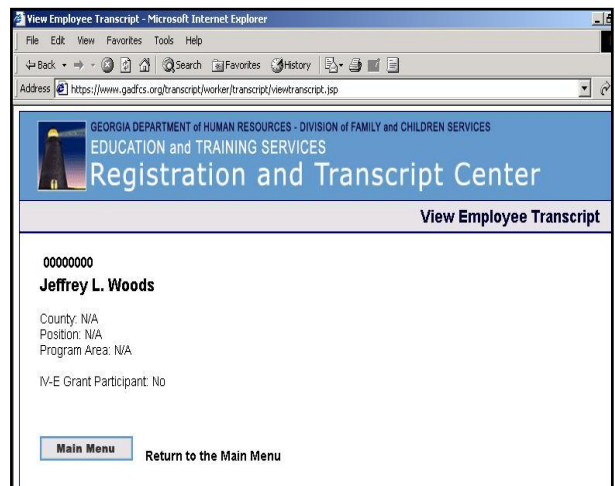 View Employee Transcript - Microsoft Internet Explorer
File Edit View Favorites Tools Help
Back Search Favorites History
Address https://www.gadfcs.org/transcript/worker/transcript/viewtranscript.jsp
GEORGIA DEPARTMENT of HUMAN RESOURCES - DIVISION of FAMILY and CHILDREN SERVICES
EDUCATION and TRAINING SERVICES
Registration and Transcript Center
View Employee Transcript
00000000
Jeffrey L. Woods
County: N/A
Position: N/A
Program Area: N/A
IV-E Grant Participant: No
Main Menu Return to the Main Menu